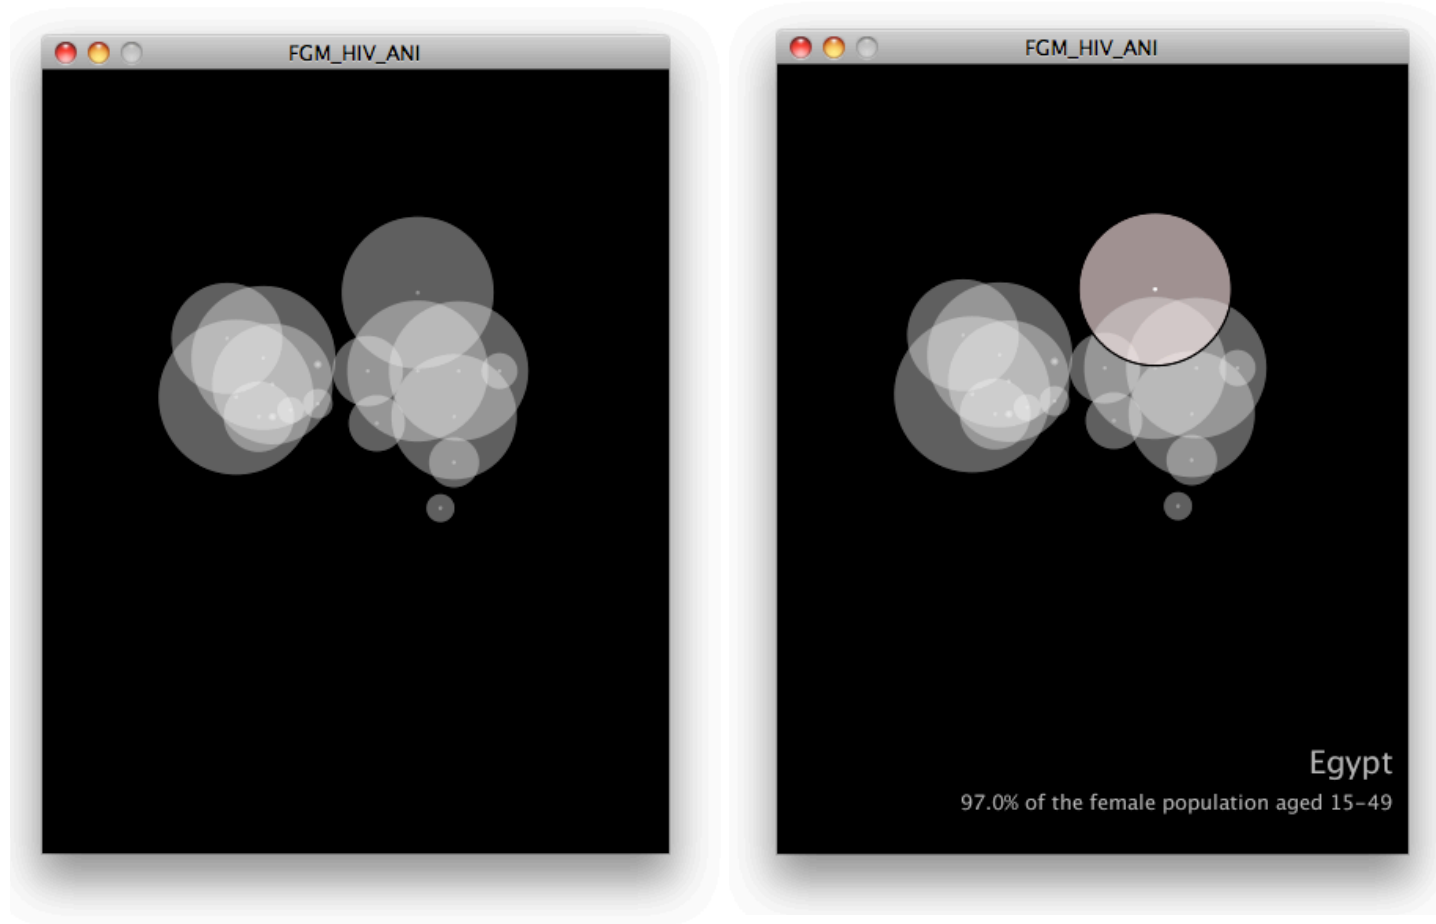 FGM_HIV_ANI
FGM_HIV_ANI
Egypt
97.0% of the female population aged 15-49